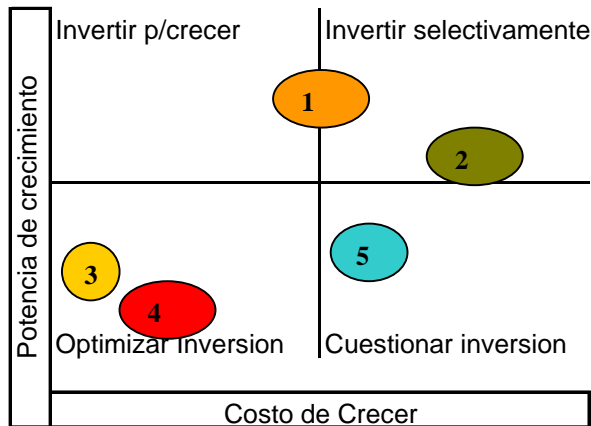 Invertir p/crecer
Invertir selectivamente
1
2
Potencia de crecimiento
5
3
4
Optimizar Inversion
Cuestionar inversion
Costo de Crecer